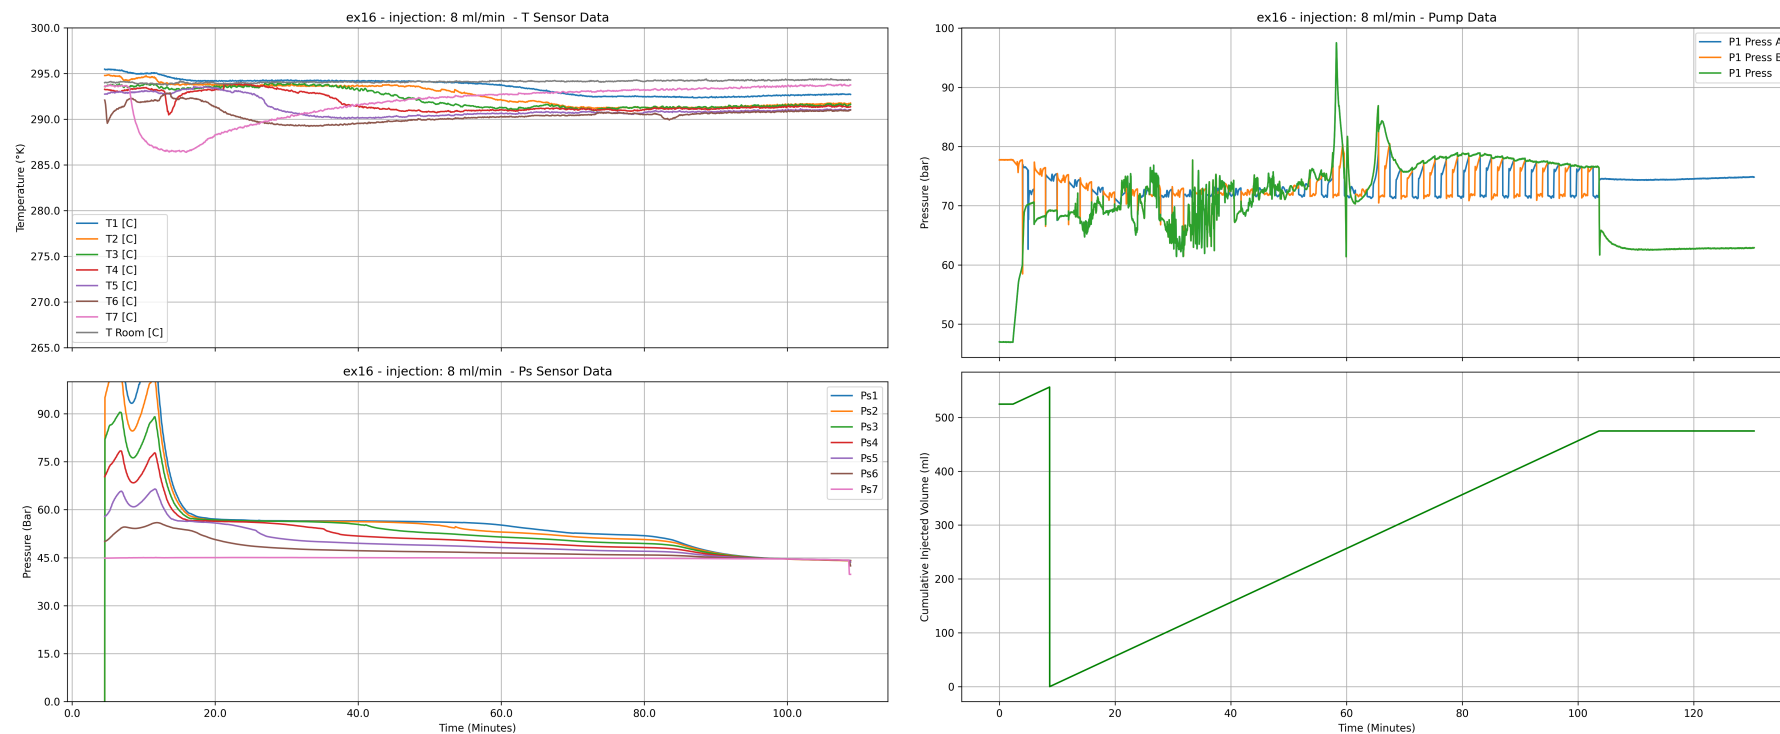 ex16 - injection: 8 ml/min  - T Sensor Data
300.0
295.0
290.0
285.0
280.0
275.0
270.0
265.0
Temperature (°K)
T1 [C]
T2 [C]
T3 [C]
T4 [C]
T5 [C]
T6 [C]
T7 [C]
T Room [C]
ex16 - injection: 8 ml/min  - Ps Sensor Data
90.0
75.0
60.0
45.0
30.0
15.0
0.0
Pressure (Bar)
Ps1
Ps2
Ps3
Ps4
Ps5
Ps6
Ps7
0.0 20.0 40.0 60.0 80.0 100.0
Time (Minutes)
ex16 - injection: 8 ml/min - Pump Data
100
90
80
70
60
50
Pressure (bar)
P1 Press A
P1 Press B
P1 Press
500
400
300
200
100
0
Cumulative Injected Volume (ml)
0 20 40 60 80 100 120
Time (Minutes)